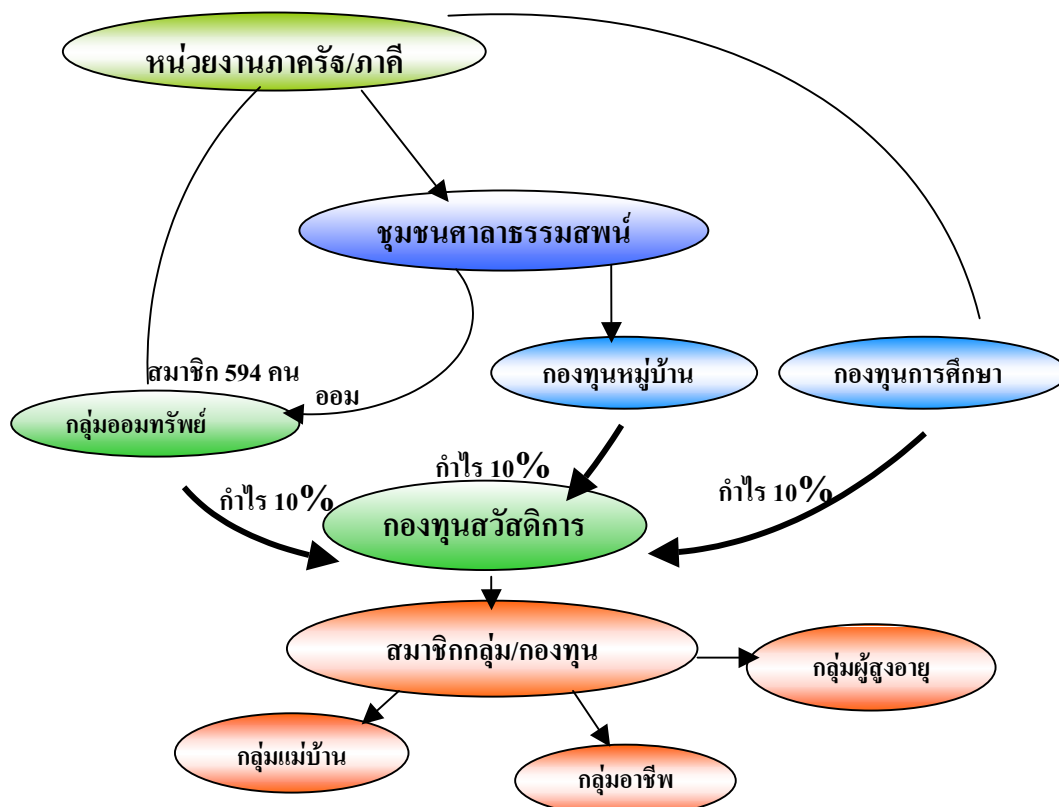 หน่วยงานภาครัฐ/ภาคี
ชุมชนศาลาธรรมสพน์
สมาชิก 594 คน
ออม
กองทุนหมู่บ้าน
กองทุนการศึกษา
กลุ่มออมทรัพย์
กำไร 10%
กำไร 10%
กำไร 10%
กองทุนสวัสดิการ
สมาชิกกลุ่ม/กองทุน
กลุ่มผู้สูงอายุ
กลุ่มแม่บ้าน
กลุ่มอาชีพ